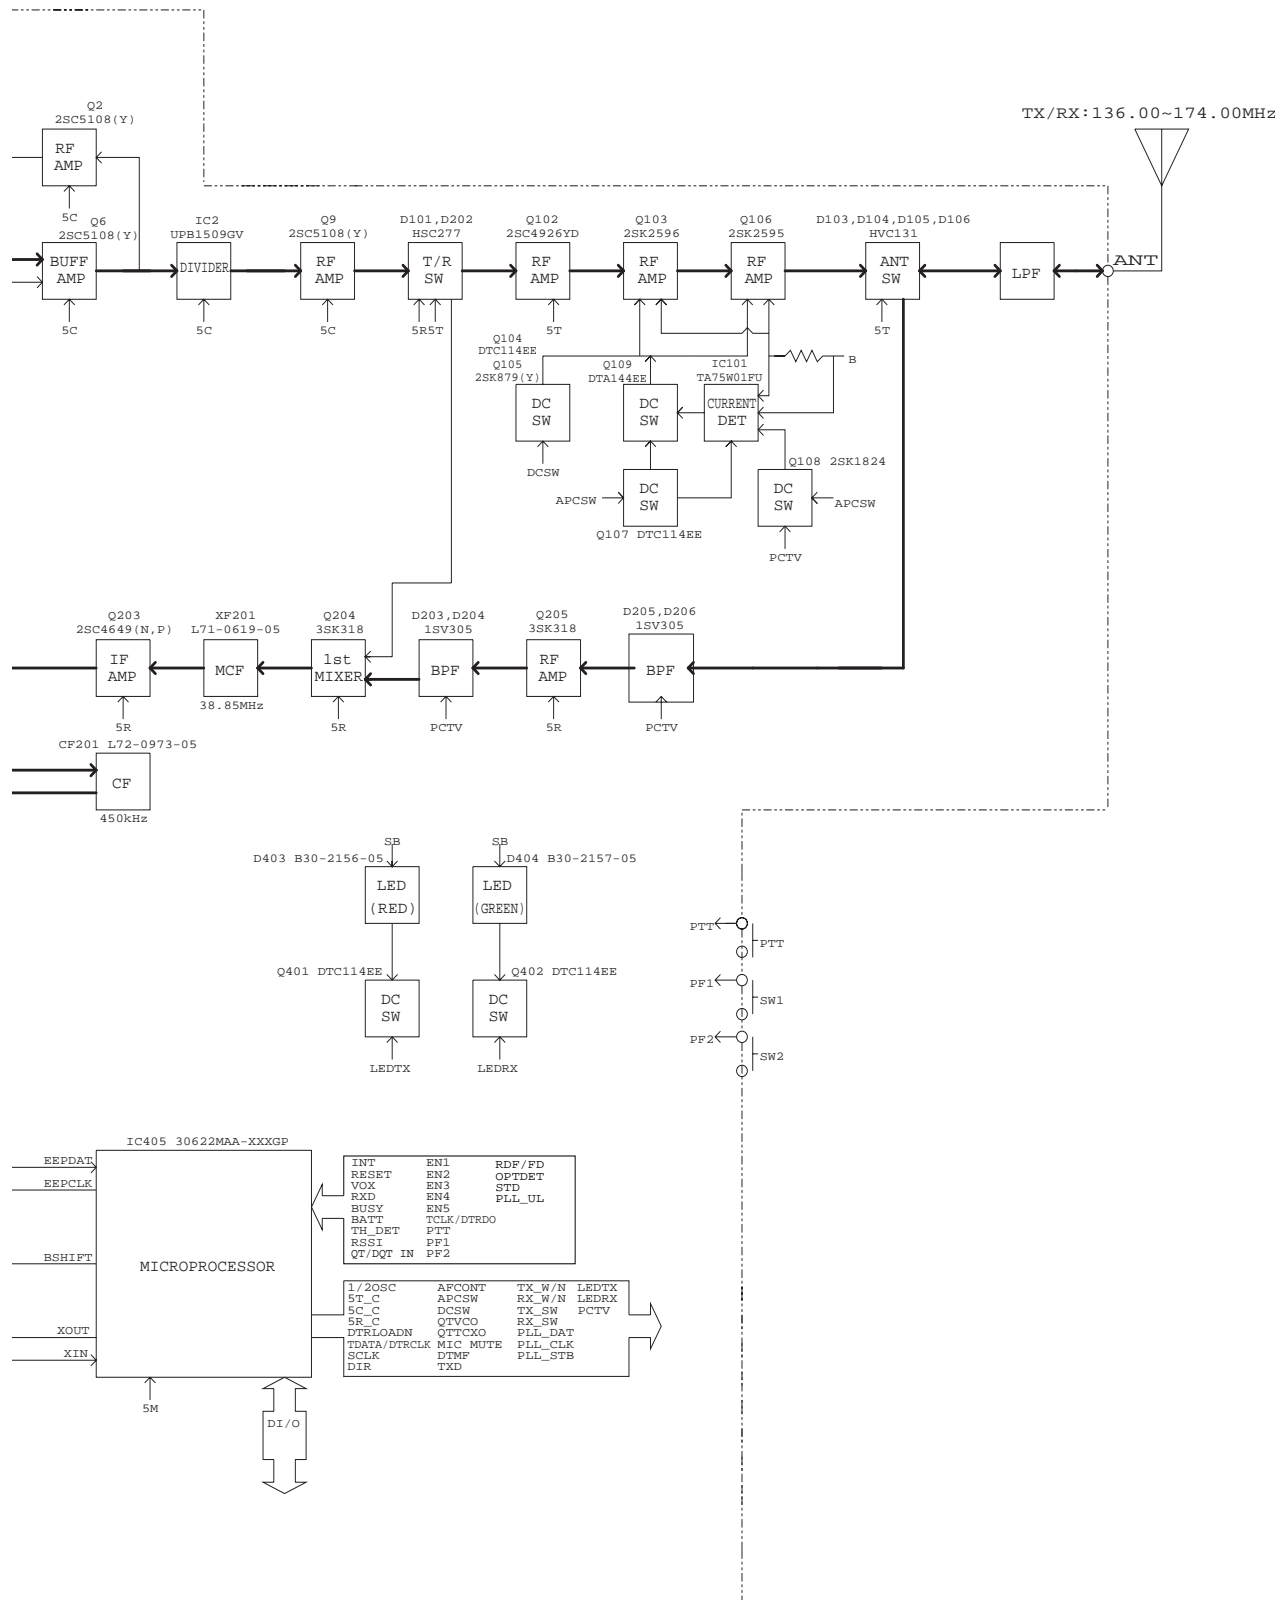 TX/RX:136.00~174.00MHz
Q2
2SC5108(Y)
RF
AMP
5C
Q6
2SC5108(Y)
BUFF
AMP
5C
IC2
UPB1509GV
DIVIDER
5C
Q9
2SC5108(Y)
RF
AMP
5C
D101,D202
HSC277
T/R
SW
5R5T
Q102
2SC4926YD
RF
AMP
5T
Q103
2SK2596
RF
AMP
Q106
2SK2595
RF
AMP
D103,D104,D105,D106
HVC131
ANT
SW
5T
LPF
ANT
Q104
DTC114EE
Q105
2SK879(Y)
DC
SW
DCSW
Q109
DTA144EE
DC
SW
IC101
TA75W01FU
CURRENT
DET
B
APCSW
DC
SW
Q107 DTC114EE
Q108 2SK1824
DC
SW
APCSW
PCTV
Q203
2SC4649(N,P)
IF
AMP
5R
XF201
L71-0619-05
MCF
38.85MHz
Q204
3SK318
1st
MIXER
5R
D203,D204
1SV305
BPF
PCTV
Q205
3SK318
RF
AMP
5R
D205,D206
1SV305
BPF
PCTV
CF201 L72-0973-05
CF
450kHz
SB
D403 B30-2156-05
LED
(RED)
Q401 DTC114EE
DC
SW
LEDTX
SB
D404 B30-2157-05
LED
(GREEN)
Q402 DTC114EE
DC
SW
LEDRX
PTT
PTT
PF1
SW1
PF2
SW2
IC405 30622MAA-XXXGP
EEPDAT
EEPCLK
BSHIFT
XOUT
XIN
MICROPROCESSOR
5M
DI/O
INT EN1 RDF/FD
RESET EN2 OPTDET
VOX EN3 STD
RXD EN4 PLL_UL
BUSY EN5
BATT TCLK/DTRDO
TH_DET PTT
RSSI PF1
QT/DQT IN PF2
1/2OSC AFCONT TX_W/N LEDTX
5T_C APCSW RX_W/N LEDRX
5C_C DCSW TX_SW PCTV
5R_C QTVCO RX_SW
DTRLOADN QTTCXO PLL_DAT
TDATA/DTRCLK MIC MUTE PLL_CLK
SCLK DTMF PLL_STB
DIR TXD